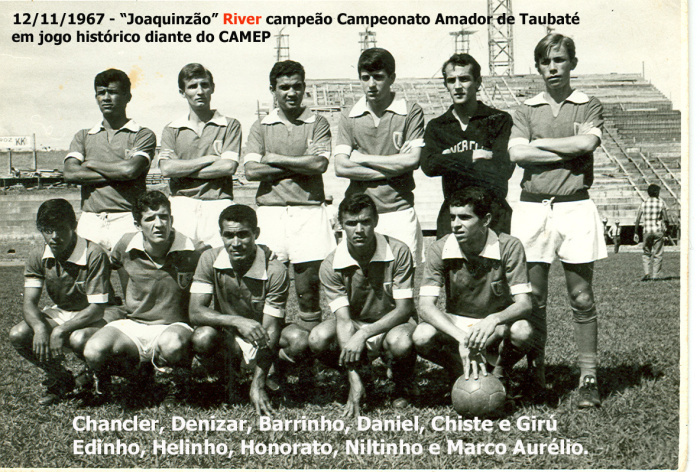 12/11/1967 - “Joaquinzão” River campeão Campeonato Amador de Taubaté
em jogo histórico diante do CAMEP
KK
Chancler, Denizar, Barrinho, Daniel, Chiste e Girú
Edinho, Helinho, Honorato, Niltinho e Marco Aurélio.